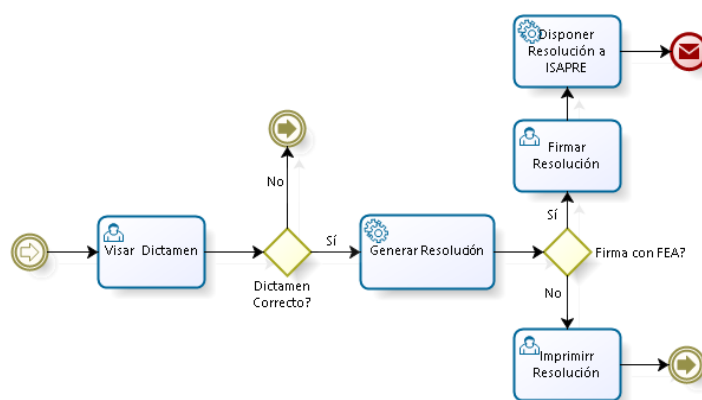 Disponer
Resolución a
ISAPRE
Firmar
Resolución
No
Sí
Visar Dictamen
Sí
Generar Resolución
Firma con FEA?
Dictamen
Correcto?
No
Imprimirr
Resolución